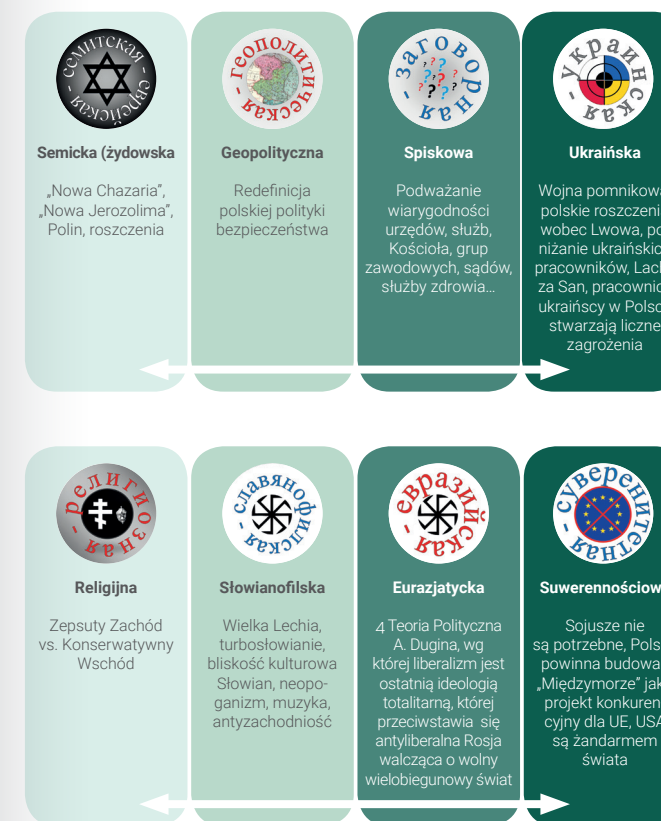 семитская - еврейская -
Semicka (żydowska
„Nowa Chazaria”,
„Nowa Jerozolima”,
Polin, roszczenia
- геополитическая
Geopolityczna
Redefinicja
polskiej polityki
bezpieczeństwa
- заговорная
Spiskowa
Podważanie
wiarygodności
urzędów, służb,
Kościoła, grup
zawodowych, sądów,
służby zdrowia...
- украинская
Ukraińska
Wojna pomnikowa
polskie roszczeni
wobec Lwowa, po
niżanie ukraińskic
pracowników, Lach
za San, pracownic
ukraińscy w Polsc
stwarzają liczne
zagrożenia
- религиозная
Religijna
Zepsuty Zachód
vs. Konserwatywny
Wschód
- славянофилская
Słowianofilska
Wielka Lechia,
turbosłowianie,
bliskość kulturowa
Słowian, neopo-
ganizm, muzyka,
antyzachodniość
- евразийская
Eurazjatycka
4 Teoria Polityczna
A. Dugina, wg
której liberalizm jest
ostatnią ideologią
totalitarną, której
przeciwstawia się
antyliberalna Rosja
walcząca o wolny
wielobiegunowy świat
- суверенитетная
Suwerennościow
Sojusze nie
są potrzebne, Pols
powinna budowa
„Międzymorze” jak
projekt konkuren
cyjny dla UE, USA
są żandarmem
świata